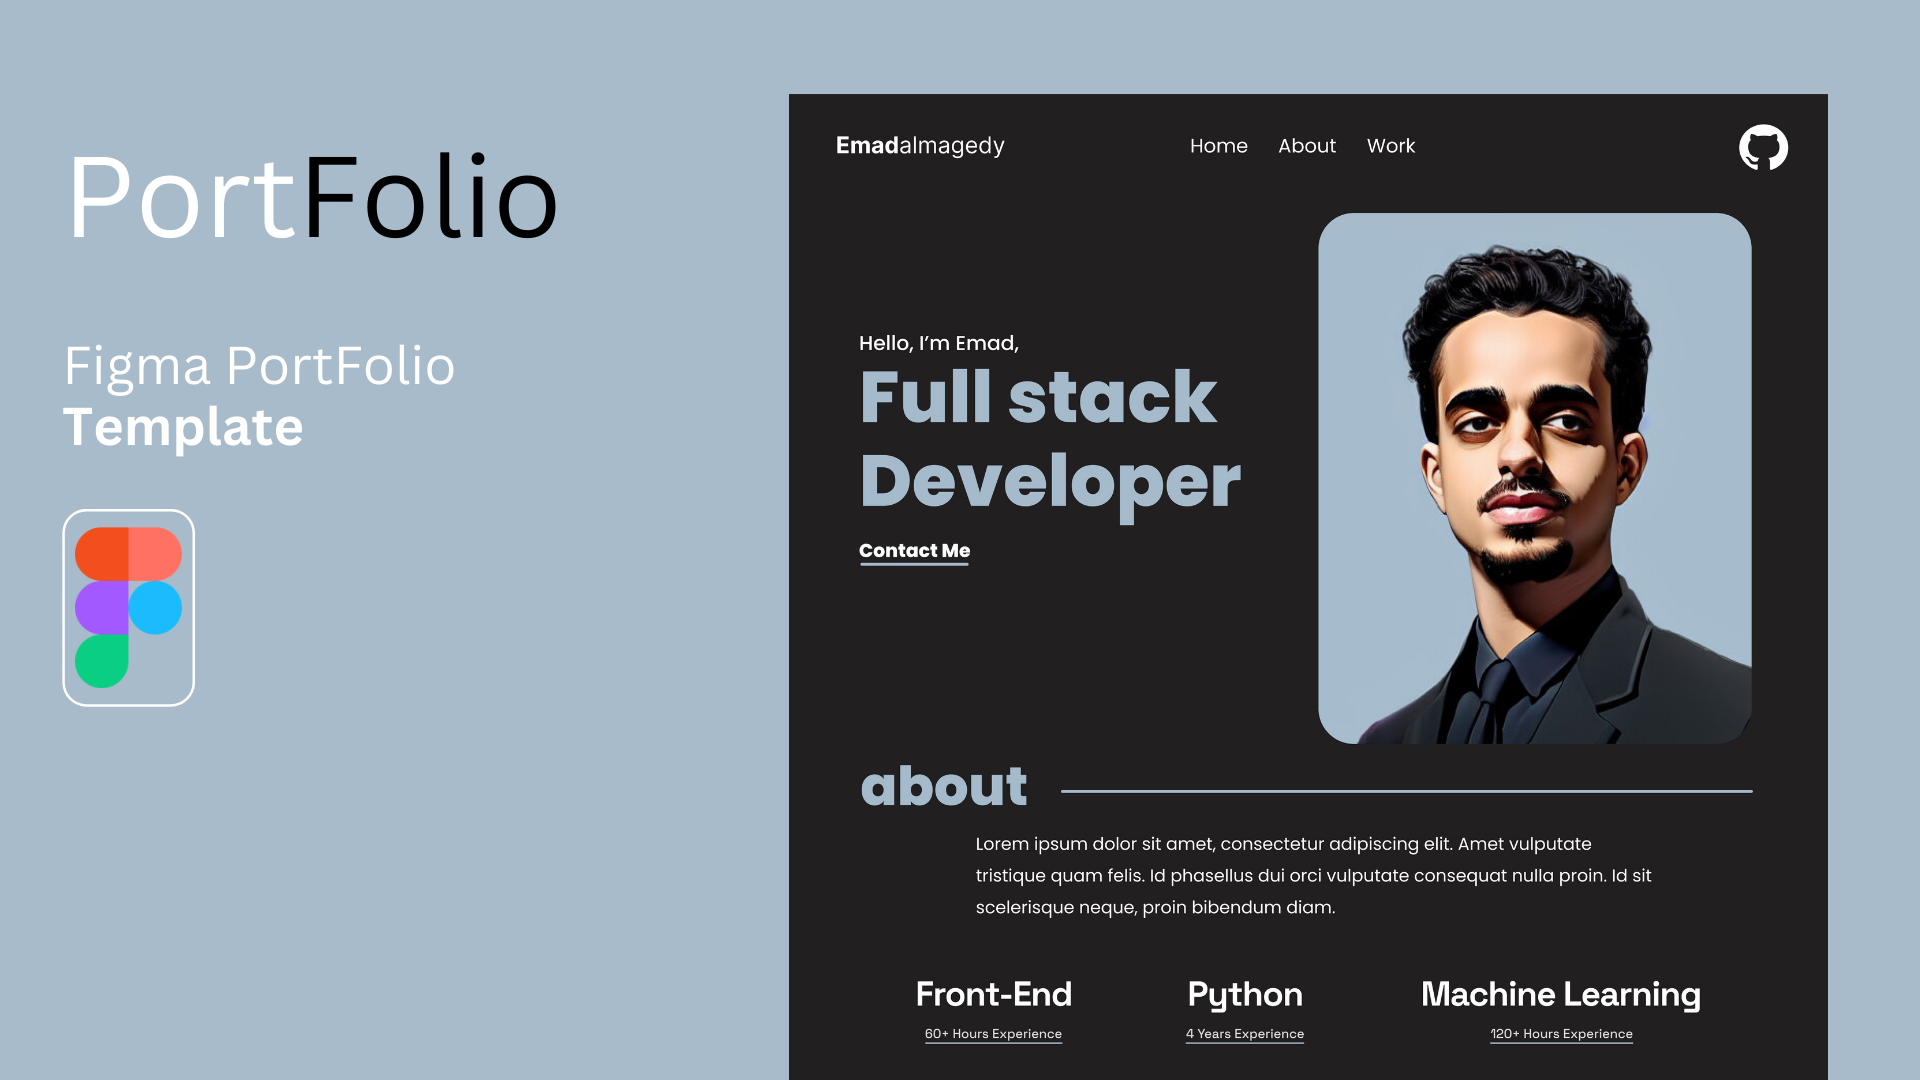 PortFolio
Figma PortFolio
Template
Emadalmagedy
Home About Work
Hello, I’m Emad,
Full stack
Developer
Contact Me
about
Lorem ipsum dolor sit amet, consectetur adipiscing elit. Amet vulputate
tristique quam felis. Id phasellus dui orci vulputate consequat nulla proin. Id sit
scelerisque neque, proin bibendum diam.
Front-End
60+ Hours Experience
Python
4 Years Experience
Machine Learning
120+ Hours Experience